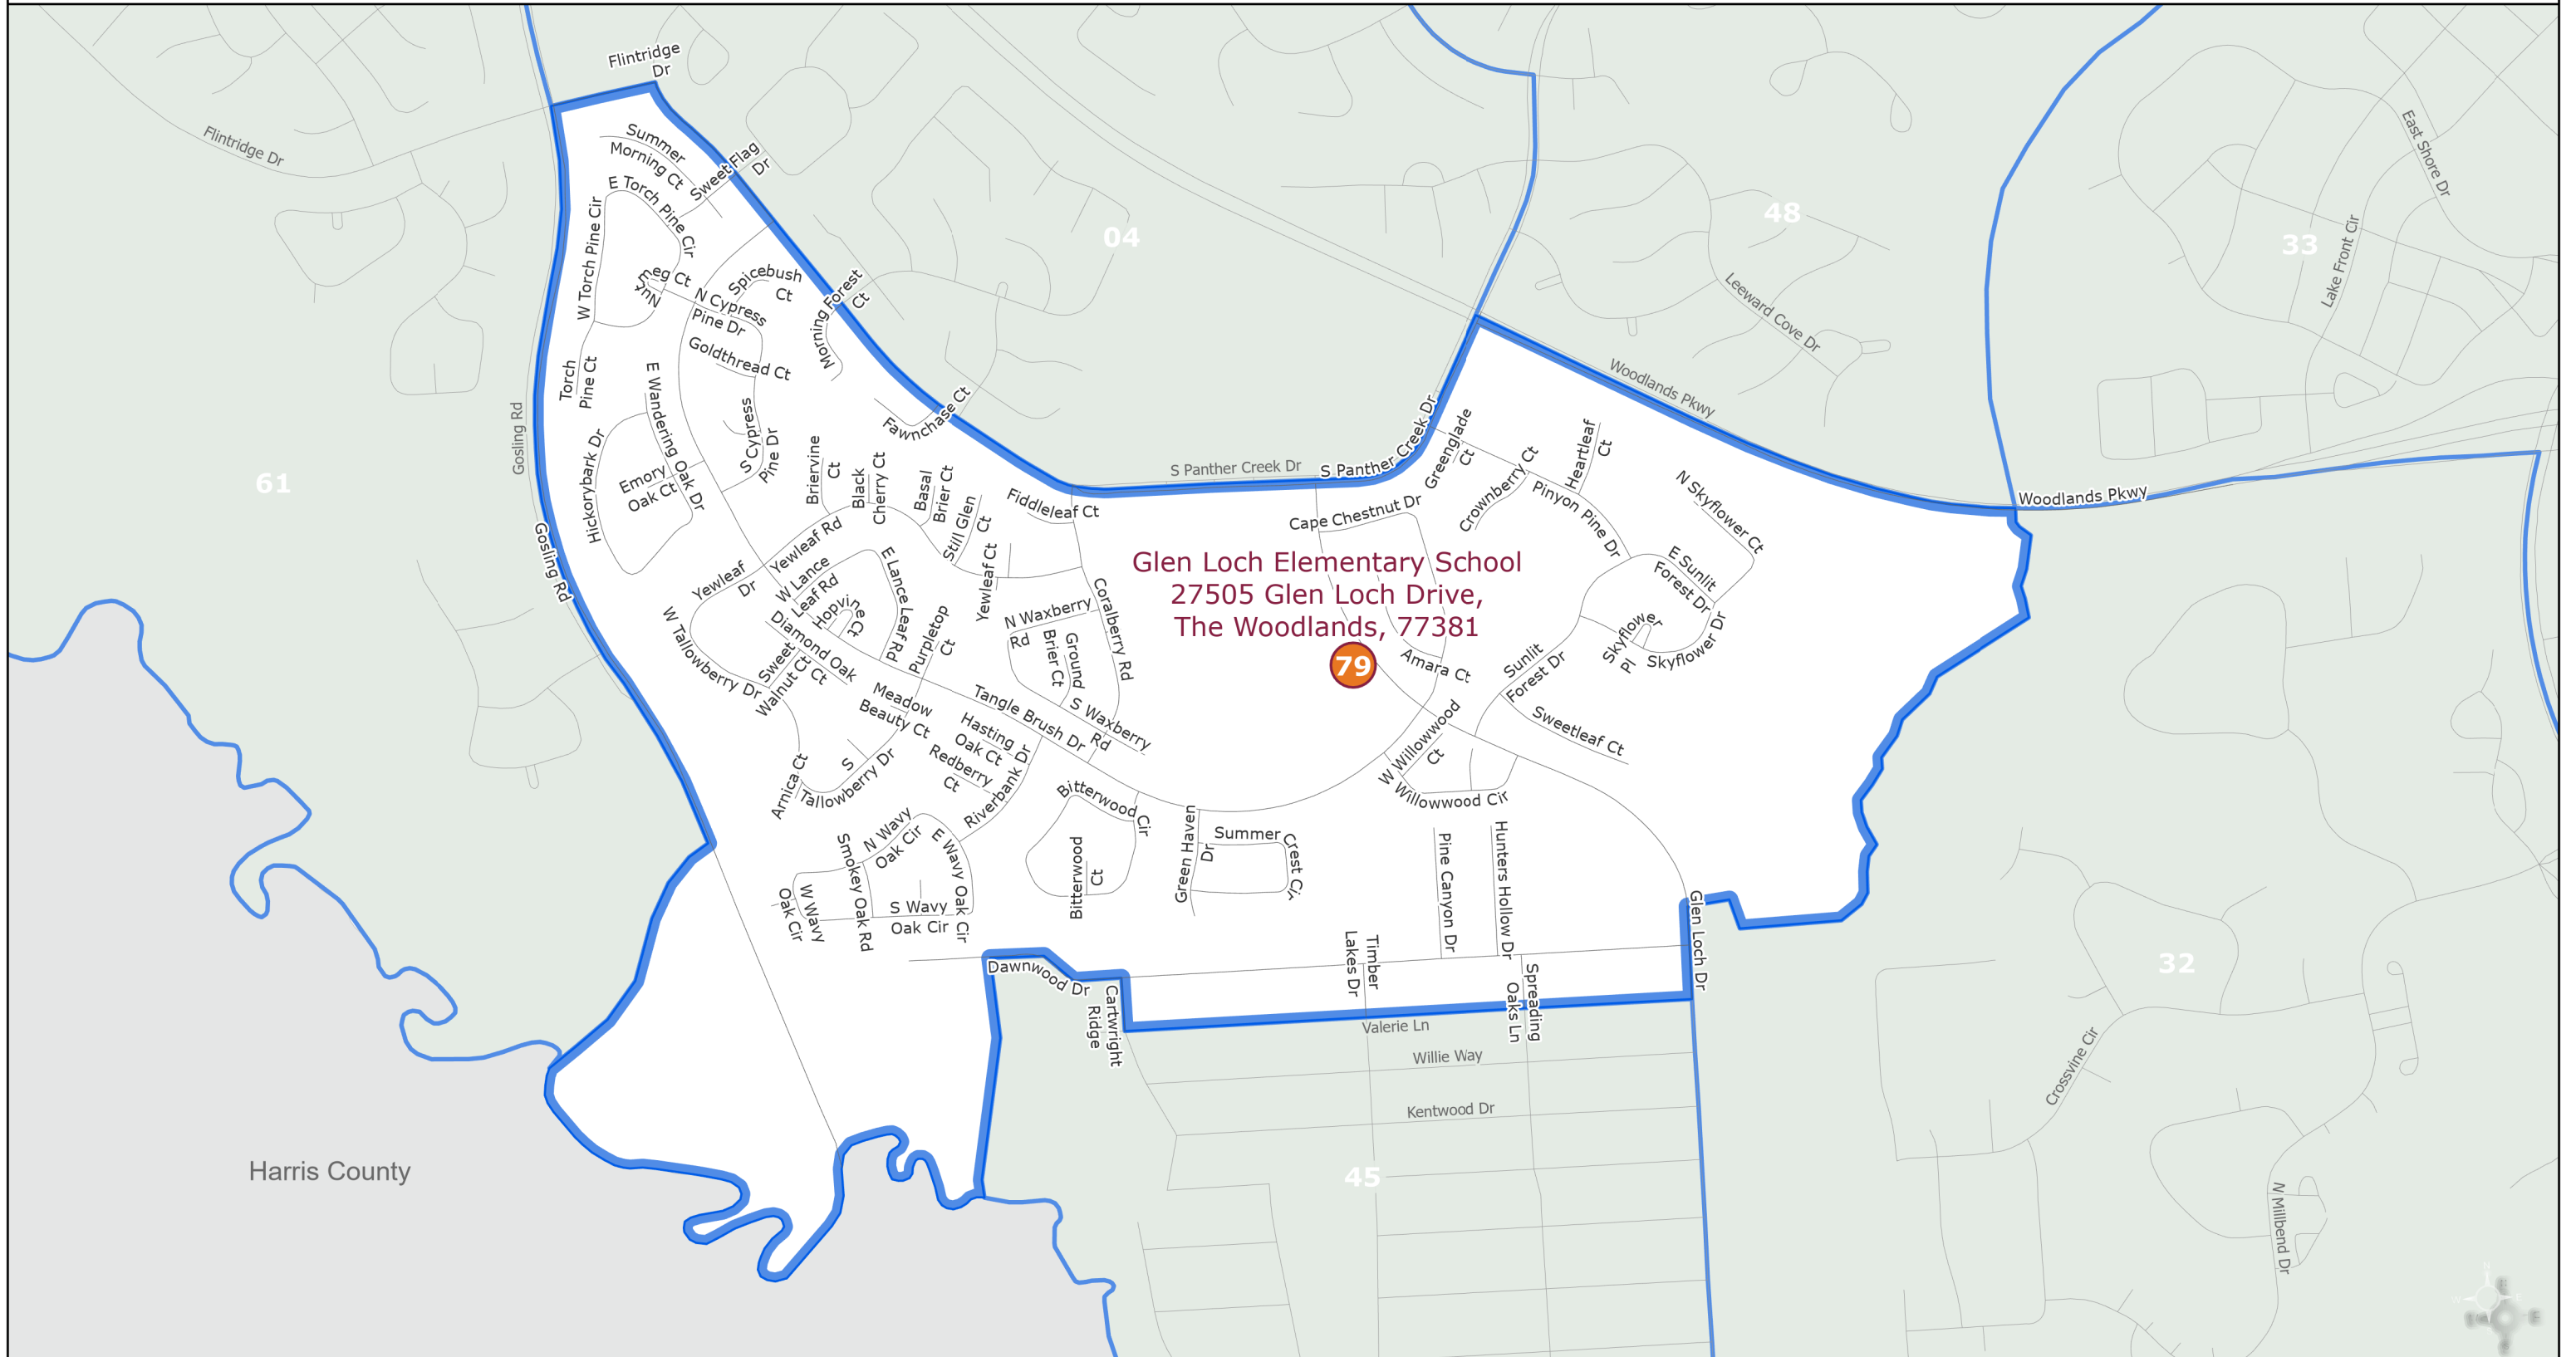 Flintridge
Dr
Flintridge Dr
Summer
Morning Ct
Sweet Flag
Dr
E Torch Pine Cir
W Torch Pine Cir
Nutmeg Ct
Spicebush
Ct
N Cypress
Pine Dr
Morning Forest
Ct
Goldthread Ct
Torch
Pine Ct
E Wandering Oak Dr
S Cypress
Pine Dr
Fawnchase Ct
Gosling Rd
Gosling Rd
Hickorybark Dr
Emory
Oak Ct
Briervine
Ct
Black
Cherry Ct
Basal
Brier Ct
Still Glen
Ct
Fiddleleaf Ct
Yewleaf Rd
Yewleaf
Dr
W Lance
Leaf Rd
E Lance Leaf Rd
Hopvine
Ct
Yewleaf Ct
Diamond Oak
Ct
Sweet
Walnut Ct
W Tallowberry Dr
Purpletop
Ct
N Waxberry
Rd
Ground
Brier Ct
Coralberry Rd
S Waxberry
Rd
Meadow
Beauty Ct
Tangle Brush Dr
Hasting
Oak Ct
Redberry
Ct
Riverbank Dr
Arnica Ct
S
Tallowberry Dr
N Wavy
Oak Cir
E Wavy Oak Cir
Smokey Oak Rd
W Wavy
Oak Cir
S Wavy
Oak Cir
Bitterwood Cir
Bitterwood
Ct
Green Haven
Dr
Summer
Crest Cir
S Panther Creek Dr
S Panther Creek Dr
Greenglade
Ct
Crownberry Ct
Heartleaf
Ct
Cape Chestnut Dr
Pinyon Pine Dr
N Skyflower Ct
E Sunlit
Forest Dr
Skyflower
Pl
Skyflower Dr
Glen Loch Elementary School
27505 Glen Loch Drive,
The Woodlands, 77381
79
Amara Ct
Sunlit
Forest Dr
Sweetleaf Ct
W Willowwood
Ct
Willowwood Cir
Pine Canyon Dr
Hunters Hollow Dr
Timber
Lakes Dr
Spreading
Oaks Ln
Glen Loch Dr
Dawnwood Dr
Cartwright
Ridge
Valerie Ln
Willie Way
Kentwood Dr
Woodlands Pkwy
Woodlands Pkwy
Leeward Cove Dr
East Shore Dr
Lake Front Cir
Crossvine Cir
N Millbend Dr
61
04
48
33
32
45
Harris County